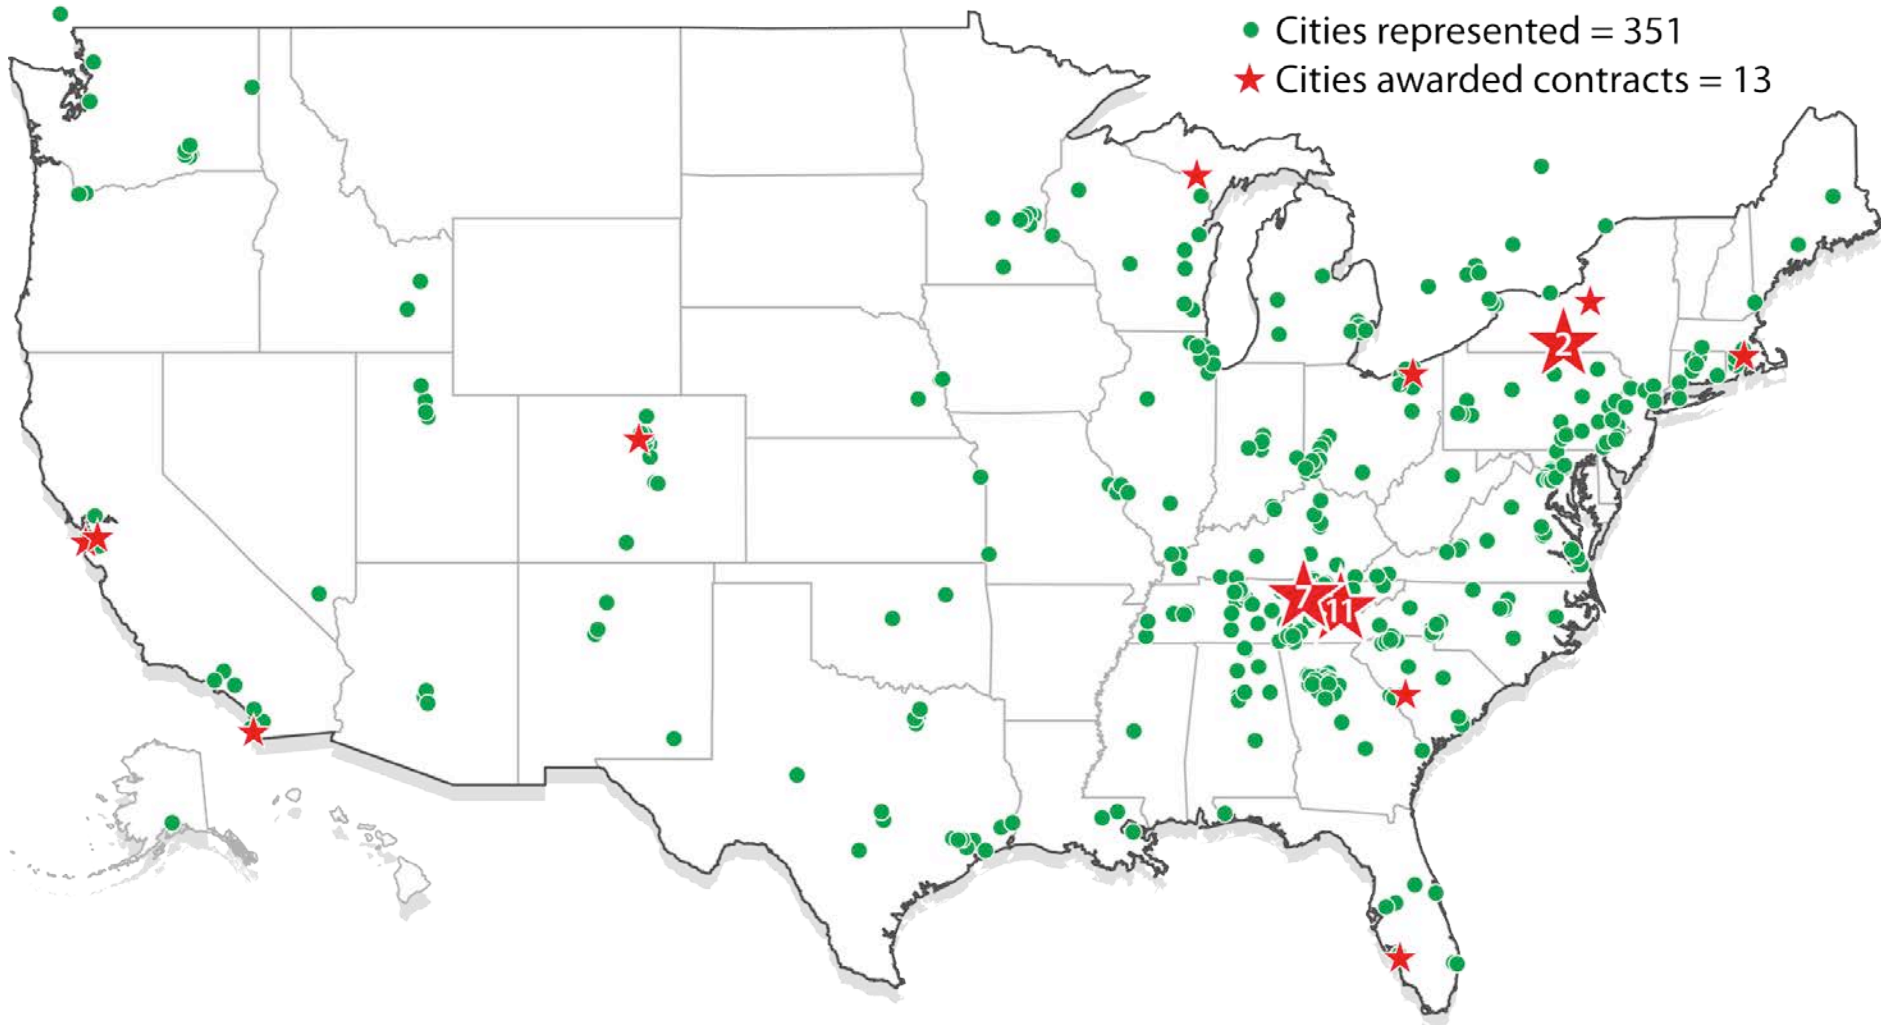 Cities represented = 351
Cities awarded contracts = 13
2
7
11